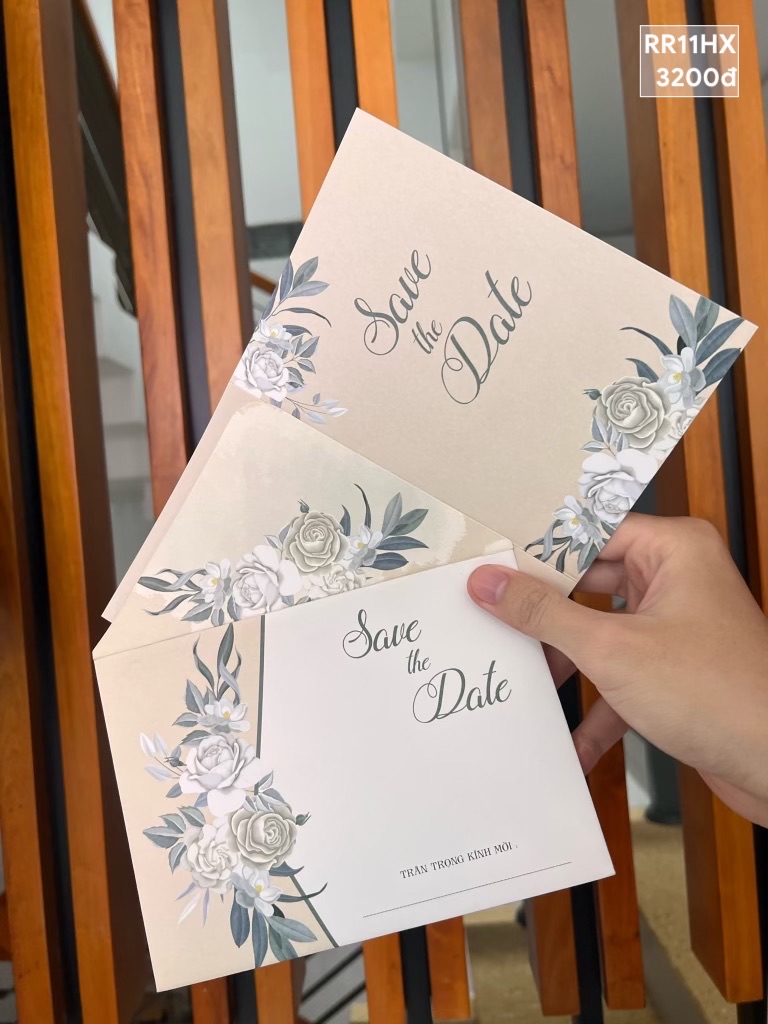 RR11HX
3200đ
Save
the
Date
Save
the
Date
TRÂN TRỌNG KÍNH MỜI :